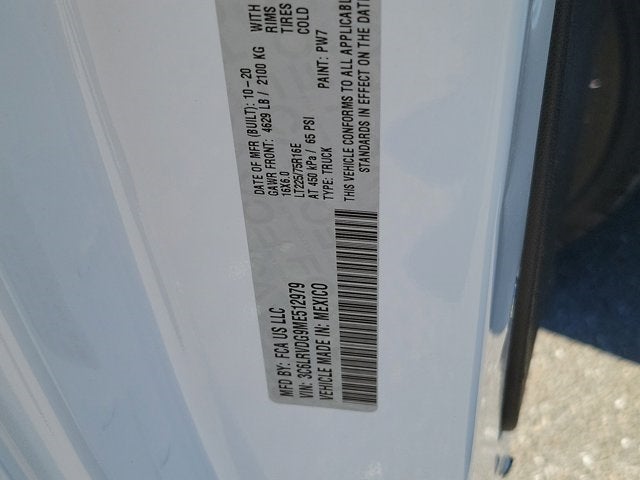 MFD BY: FCA US LLC
DATE OF MFR (BUILT): 10-20
GAWR FRONT: 4629 LB / 2100 KG WITH
16X6.0 RIMS
LT225/75R16E TIRES
AT 450 kPa / 65 PSI COLD
VIN: 3C6LRVDG9ME512979
TYPE: TRUCK
PAINT: PW7
VEHICLE MADE IN: MEXICO
THIS VEHICLE CONFORMS TO ALL APPLICABLE
STANDARDS IN EFFECT ON THE DATE